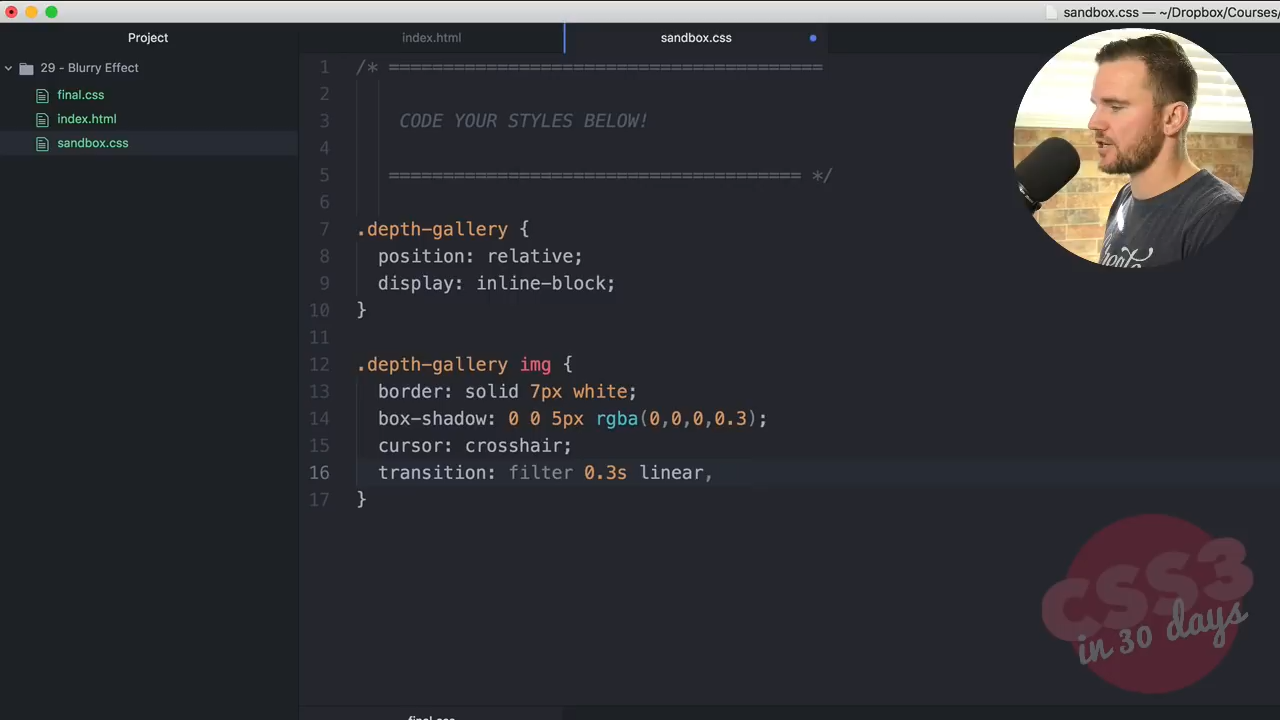 sandbox.css — ~/Dropbox/Courses/
Project
index.html
sandbox.css
29 - Blurry Effect
final.css
index.html
sandbox.css
1 /* ========================================
2
3 CODE YOUR STYLES BELOW!
4
5 ====================================== */
6
7 .depth-gallery {
8 position: relative;
9 display: inline-block;
10 }
11
12 .depth-gallery img {
13 border: solid 7px white;
14 box-shadow: 0 0 5px rgba(0,0,0,0.3);
15 cursor: crosshair;
16 transition: filter 0.3s linear,
17 }
CSS3
in 30 days
final.css